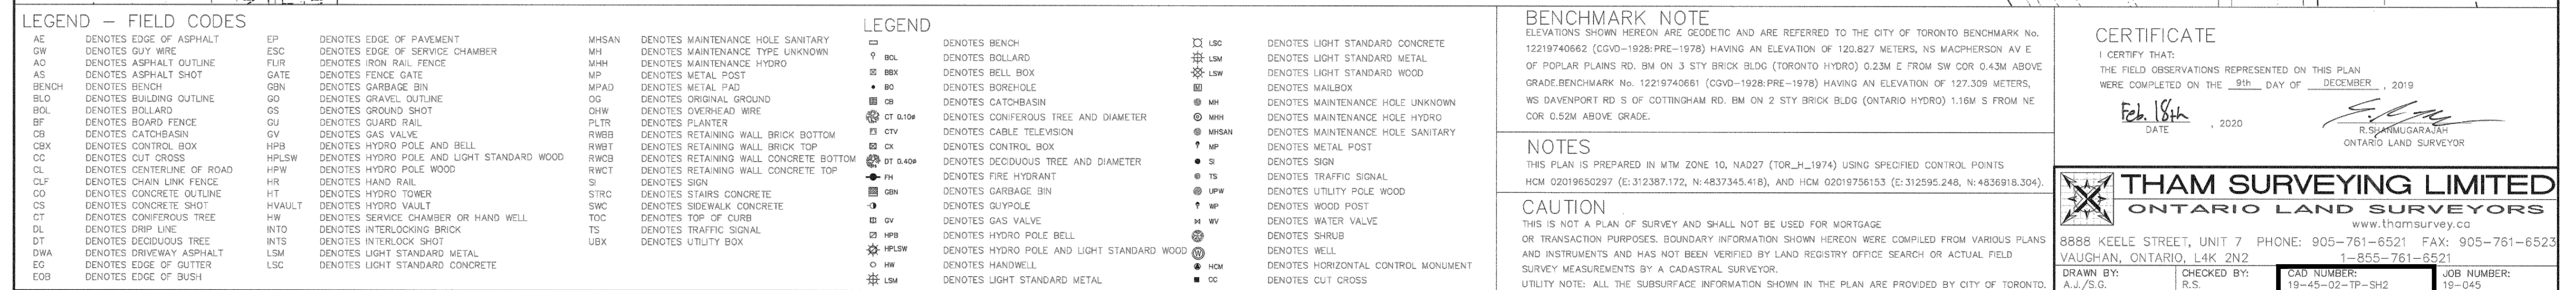 LEGEND — FIELD CODES
AE DENOTES EDGE OF ASPHALT
GW DENOTES GUY WIRE
AO DENOTES ASPHALT OUTLINE
AS DENOTES ASPHALT SHOT
BENCH DENOTES BENCH
BLO DENOTES BUILDING OUTLINE
BOL DENOTES BOLLARD
BF DENOTES BOARD FENCE
CB DENOTES CATCHBASIN
CBX DENOTES CONTROL BOX
CC DENOTES CUT CROSS
CL DENOTES CENTERLINE OF ROAD
CLF DENOTES CHAIN LINK FENCE
CO DENOTES CONCRETE OUTLINE
CS DENOTES CONCRETE SHOT
CT DENOTES CONIFEROUS TREE
DL DENOTES DRIP LINE
DT DENOTES DECIDUOUS TREE
DWA DENOTES DRIVEWAY ASPHALT
EG DENOTES EDGE OF GUTTER
EOB DENOTES EDGE OF BUSH
EP DENOTES EDGE OF PAVEMENT
ESC DENOTES EDGE OF SERVICE CHAMBER
FLIR DENOTES IRON RAIL FENCE
GATE DENOTES FENCE GATE
GBN DENOTES GARBAGE BIN
GO DENOTES GRAVEL OUTLINE
GS DENOTES GROUND SHOT
GU DENOTES GUARD RAIL
GV DENOTES GAS VALVE
HPB DENOTES HYDRO POLE AND BELL
HPLSW DENOTES HYDRO POLE AND LIGHT STANDARD WOOD
HPW DENOTES HYDRO POLE WOOD
HR DENOTES HAND RAIL
HT DENOTES HYDRO TOWER
HVAULT DENOTES HYDRO VAULT
HW DENOTES SERVICE CHAMBER OR HAND WELL
INTO DENOTES INTERLOCKING BRICK
INTS DENOTES INTERLOCK SHOT
LSM DENOTES LIGHT STANDARD METAL
LSC DENOTES LIGHT STANDARD CONCRETE
MHSAN DENOTES MAINTENANCE HOLE SANITARY
MH DENOTES MAINTENANCE TYPE UNKNOWN
MHH DENOTES MAINTENANCE HYDRO
MP DENOTES METAL POST
MPAD DENOTES METAL PAD
OG DENOTES ORIGINAL GROUND
OHW DENOTES OVERHEAD WIRE
PLTR DENOTES PLANTER
RWBB DENOTES RETAINING WALL BRICK BOTTOM
RWBT DENOTES RETAINING WALL BRICK TOP
RWCB DENOTES RETAINING WALL CONCRETE BOTTOM
RWCT DENOTES RETAINING WALL CONCRETE TOP
SI DENOTES SIGN
STRC DENOTES STAIRS CONCRETE
SWC DENOTES SIDEWALK CONCRETE
TOC DENOTES TOP OF CURB
TS DENOTES TRAFFIC SIGNAL
UBX DENOTES UTILITY BOX
LEGEND
DENOTES BENCH
BOL DENOTES BOLLARD
BBX DENOTES BELL BOX
BO DENOTES BOREHOLE
CB DENOTES CATCHBASIN
CT 0.10ø DENOTES CONIFEROUS TREE AND DIAMETER
CTV DENOTES CABLE TELEVISION
CX DENOTES CONTROL BOX
DT 0.40ø DENOTES DECIDUOUS TREE AND DIAMETER
FH DENOTES FIRE HYDRANT
GBN DENOTES GARBAGE BIN
DENOTES GUYPOLE
GV DENOTES GAS VALVE
HPB DENOTES HYDRO POLE BELL
HPLSW DENOTES HYDRO POLE AND LIGHT STANDARD WOOD
HW DENOTES HANDWELL
LSM DENOTES LIGHT STANDARD METAL
LSC DENOTES LIGHT STANDARD CONCRETE
LSM DENOTES LIGHT STANDARD METAL
LSW DENOTES LIGHT STANDARD WOOD
M DENOTES MAILBOX
MH DENOTES MAINTENANCE HOLE UNKNOWN
MHH DENOTES MAINTENANCE HOLE HYDRO
MHSAN DENOTES MAINTENANCE HOLE SANITARY
MP DENOTES METAL POST
SI DENOTES SIGN
TS DENOTES TRAFFIC SIGNAL
UPW DENOTES UTILITY POLE WOOD
WP DENOTES WOOD POST
WV DENOTES WATER VALVE
DENOTES SHRUB
W DENOTES WELL
HCM DENOTES HORIZONTAL CONTROL MONUMENT
CC DENOTES CUT CROSS
BENCHMARK NOTE
ELEVATIONS SHOWN HEREON ARE GEODETIC AND ARE REFERRED TO THE CITY OF TORONTO BENCHMARK No.
12219740662 (CGVD-1928:PRE-1978) HAVING AN ELEVATION OF 120.827 METERS, NS MACPHERSON AV E
OF POPLAR PLAINS RD. BM ON 3 STY BRICK BLDG (TORONTO HYDRO) 0.23M E FROM SW COR 0.43M ABOVE
GRADE.BENCHMARK No. 12219740661 (CGVD-1928:PRE-1978) HAVING AN ELEVATION OF 127.309 METERS,
WS DAVENPORT RD S OF COTTINGHAM RD. BM ON 2 STY BRICK BLDG (ONTARIO HYDRO) 1.16M S FROM NE
COR 0.52M ABOVE GRADE.
NOTES
THIS PLAN IS PREPARED IN MTM ZONE 10, NAD27 (TOR_H_1974) USING SPECIFIED CONTROL POINTS
HCM 02019650297 (E:312387.172, N:4837345.418), AND HCM 02019756153 (E:312595.248, N:4836918.304).
CAUTION
THIS IS NOT A PLAN OF SURVEY AND SHALL NOT BE USED FOR MORTGAGE
OR TRANSACTION PURPOSES. BOUNDARY INFORMATION SHOWN HEREON WERE COMPILED FROM VARIOUS PLANS
AND INSTRUMENTS AND HAS NOT BEEN VERIFIED BY LAND REGISTRY OFFICE SEARCH OR ACTUAL FIELD
SURVEY MEASUREMENTS BY A CADASTRAL SURVEYOR.
UTILITY NOTE: ALL THE SUBSURFACE INFORMATION SHOWN IN THE PLAN ARE PROVIDED BY CITY OF TORONTO.
CERTIFICATE
I CERTIFY THAT:
THE FIELD OBSERVATIONS REPRESENTED ON THIS PLAN
WERE COMPLETED ON THE 9th DAY OF DECEMBER , 2019
Feb. 18th , 2020
DATE
R.SHANMUGARAJAH
ONTARIO LAND SURVEYOR
THAM SURVEYING LIMITED
ONTARIO LAND SURVEYORS
www.thamsurvey.ca
8888 KEELE STREET, UNIT 7 PHONE: 905-761-6521 FAX: 905-761-6523
VAUGHAN, ONTARIO, L4K 2N2 1-855-761-6521
DRAWN BY: CHECKED BY: CAD NUMBER: JOB NUMBER:
A.J./S.G. R.S. 19-45-02-TP-SH2 19-045